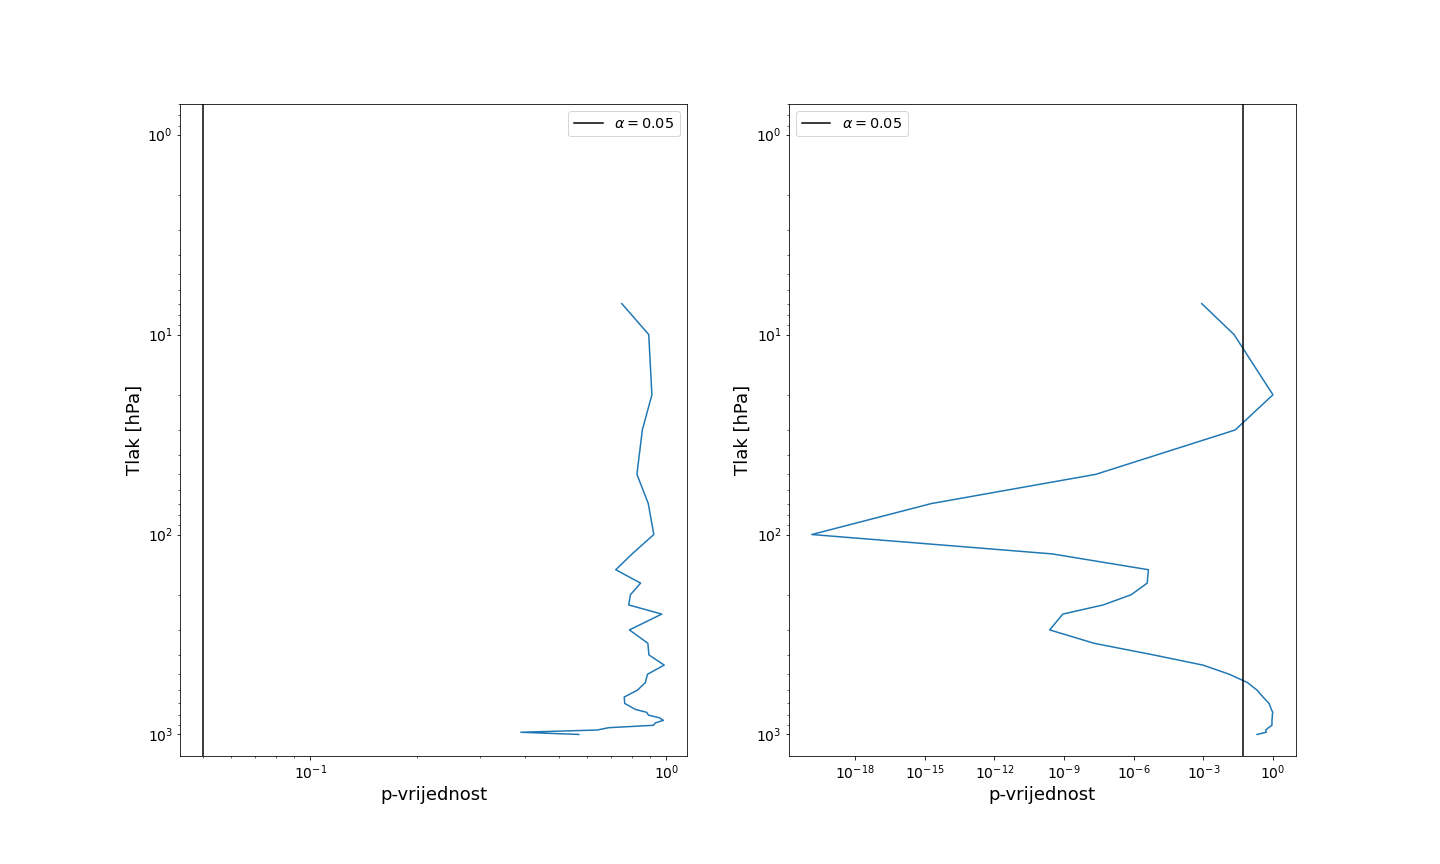 α = 0.05
10⁰
10¹
10²
10³
Tlak [hPa]
10⁻¹
10⁰
p-vrijednost
α = 0.05
10⁰
10¹
10²
10³
Tlak [hPa]
10⁻¹⁸
10⁻¹⁵
10⁻¹²
10⁻⁹
10⁻⁶
10⁻³
10⁰
p-vrijednost